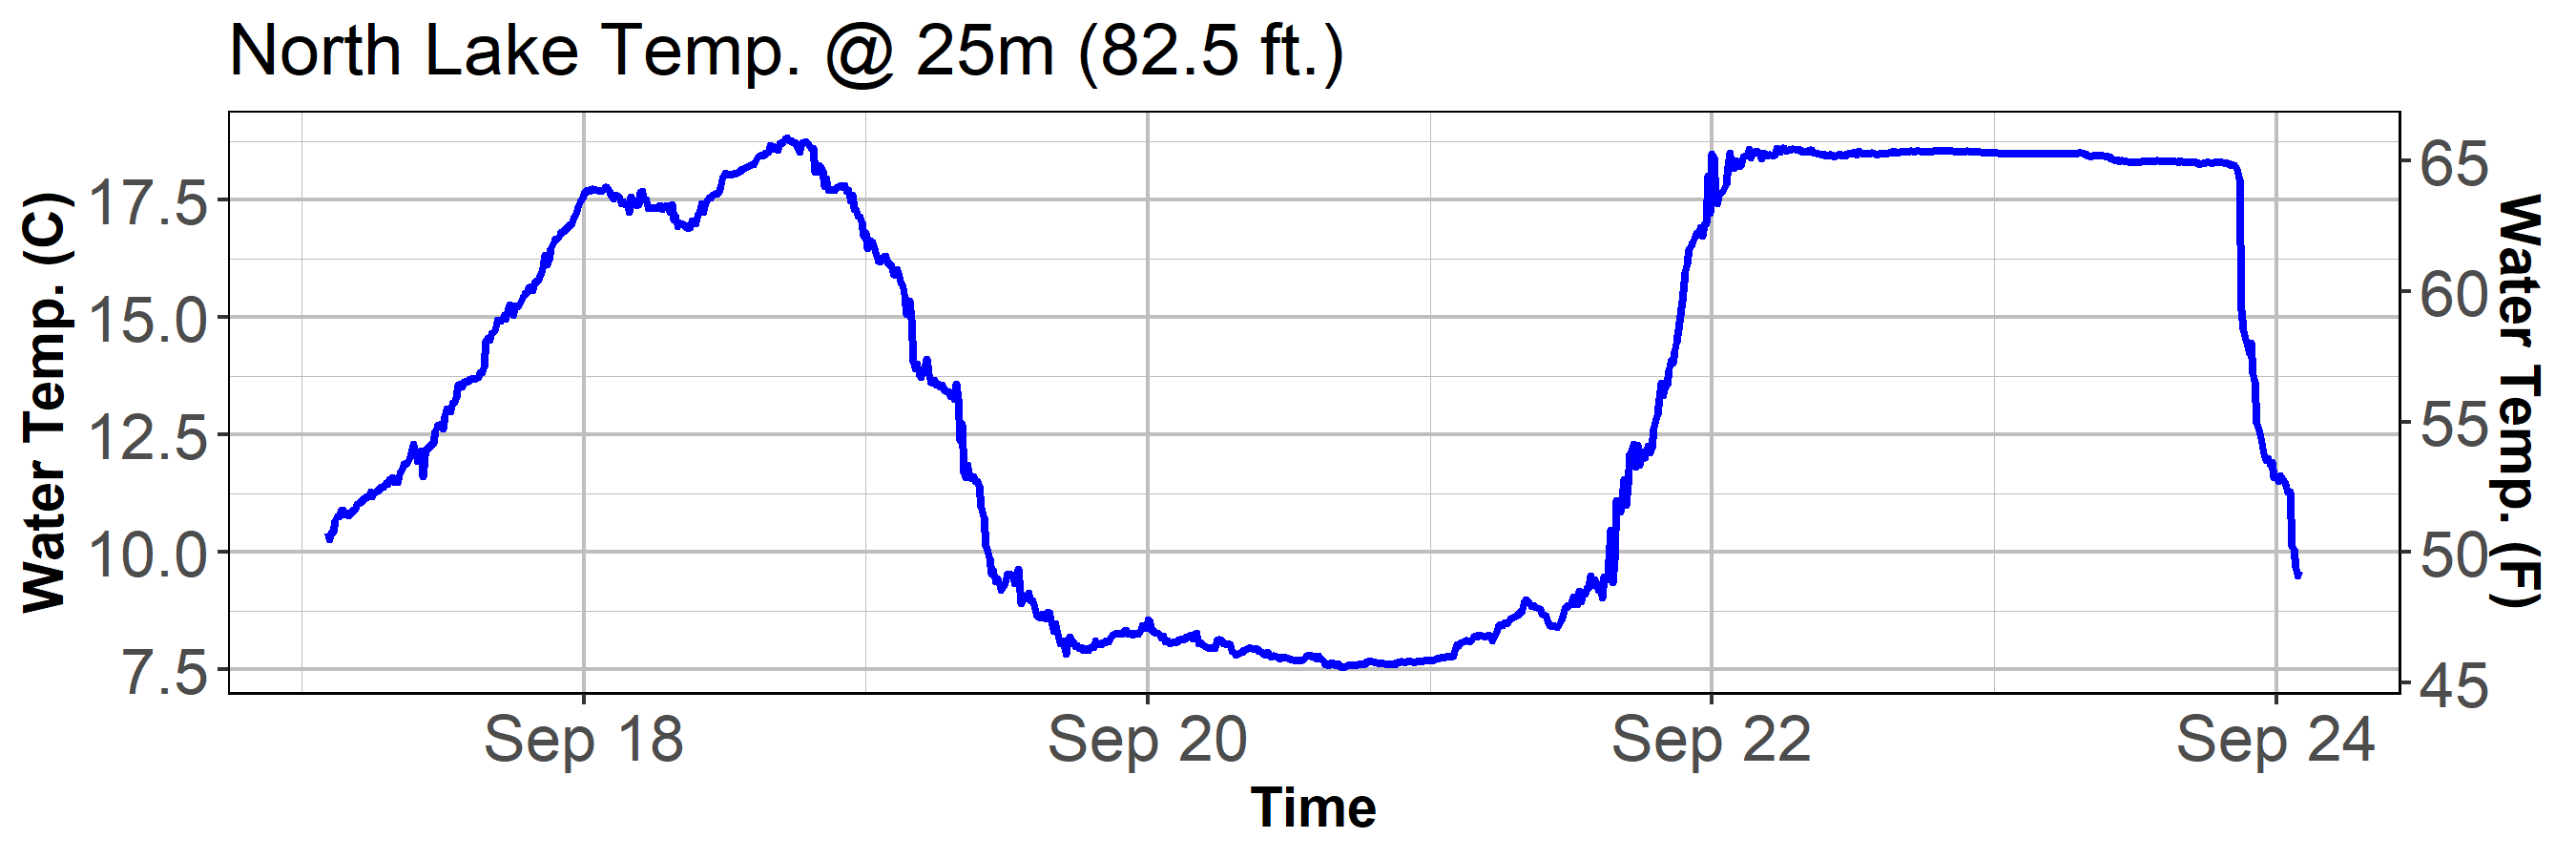 North Lake Temp. @ 25m (82.5 ft.)
Water Temp. (C)
17.5
15.0
12.5
10.0
7.5
65
60
55
50
45
Water Temp. (F)
Sep 18 Sep 20 Sep 22 Sep 24
Time